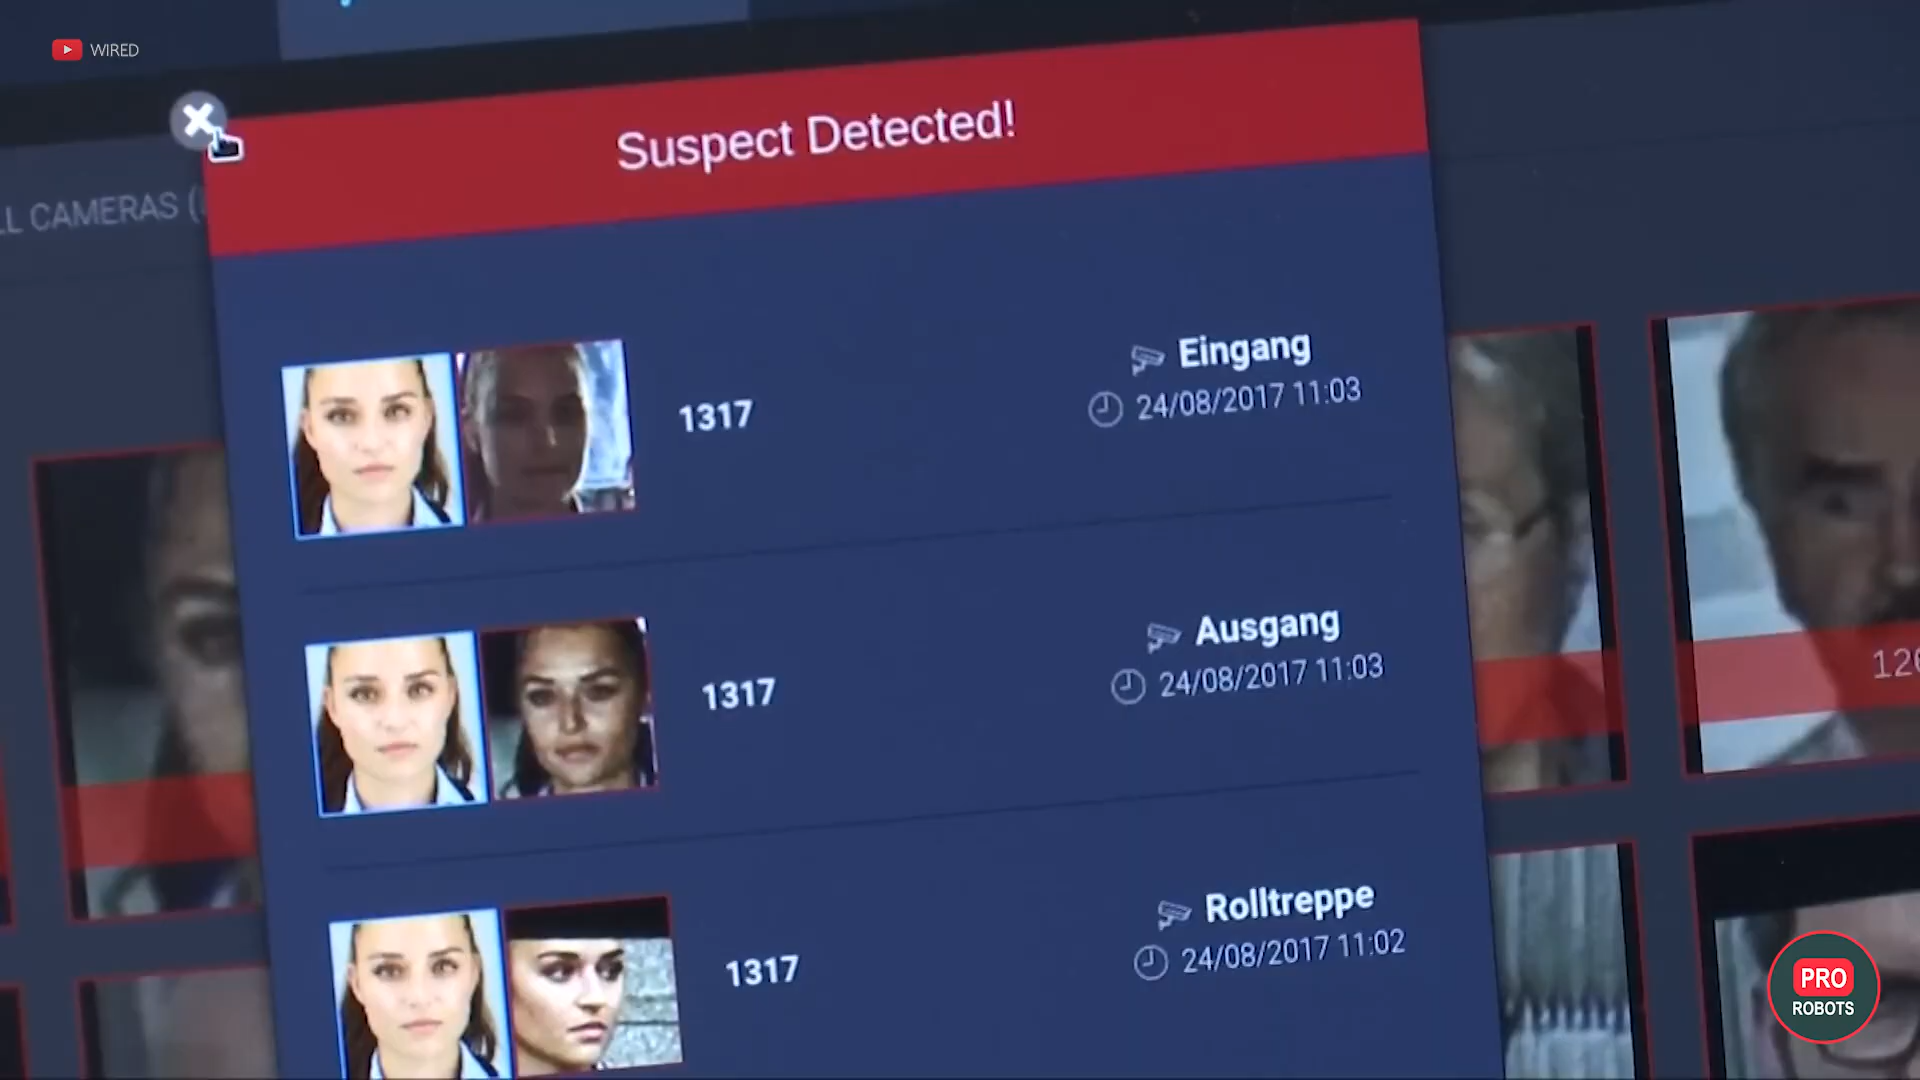 WIRED
Suspect Detected!
CAMERAS (
1317
Eingang
24/08/2017 11:03
1317
Ausgang
24/08/2017 11:03
1317
Rolltreppe
24/08/2017 11:02
PRO
ROBOTS